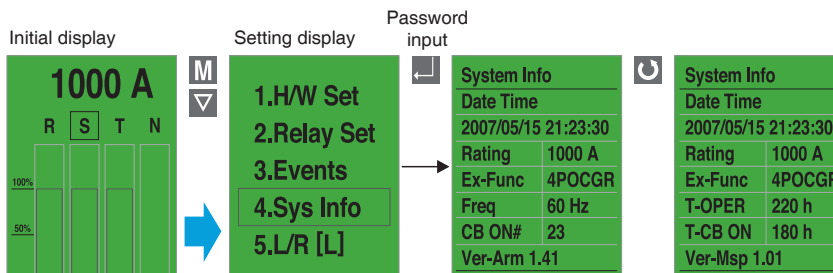 Initial display
1000 A
R S T N
100%
50%
M
Setting display
1.H/W Set
2.Relay Set
3.Events
4.Sys Info
5.L/R [L]
Password
input
System Info
Date Time
2007/05/15 21:23:30
Rating 1000 A
Ex-Func 4POCGR
Freq 60 Hz
CB ON# 23
Ver-Arm 1.41
System Info
Date Time
2007/05/15 21:23:30
Rating 1000 A
Ex-Func 4POCGR
T-OPER 220 h
T-CB ON 180 h
Ver-Msp 1.01